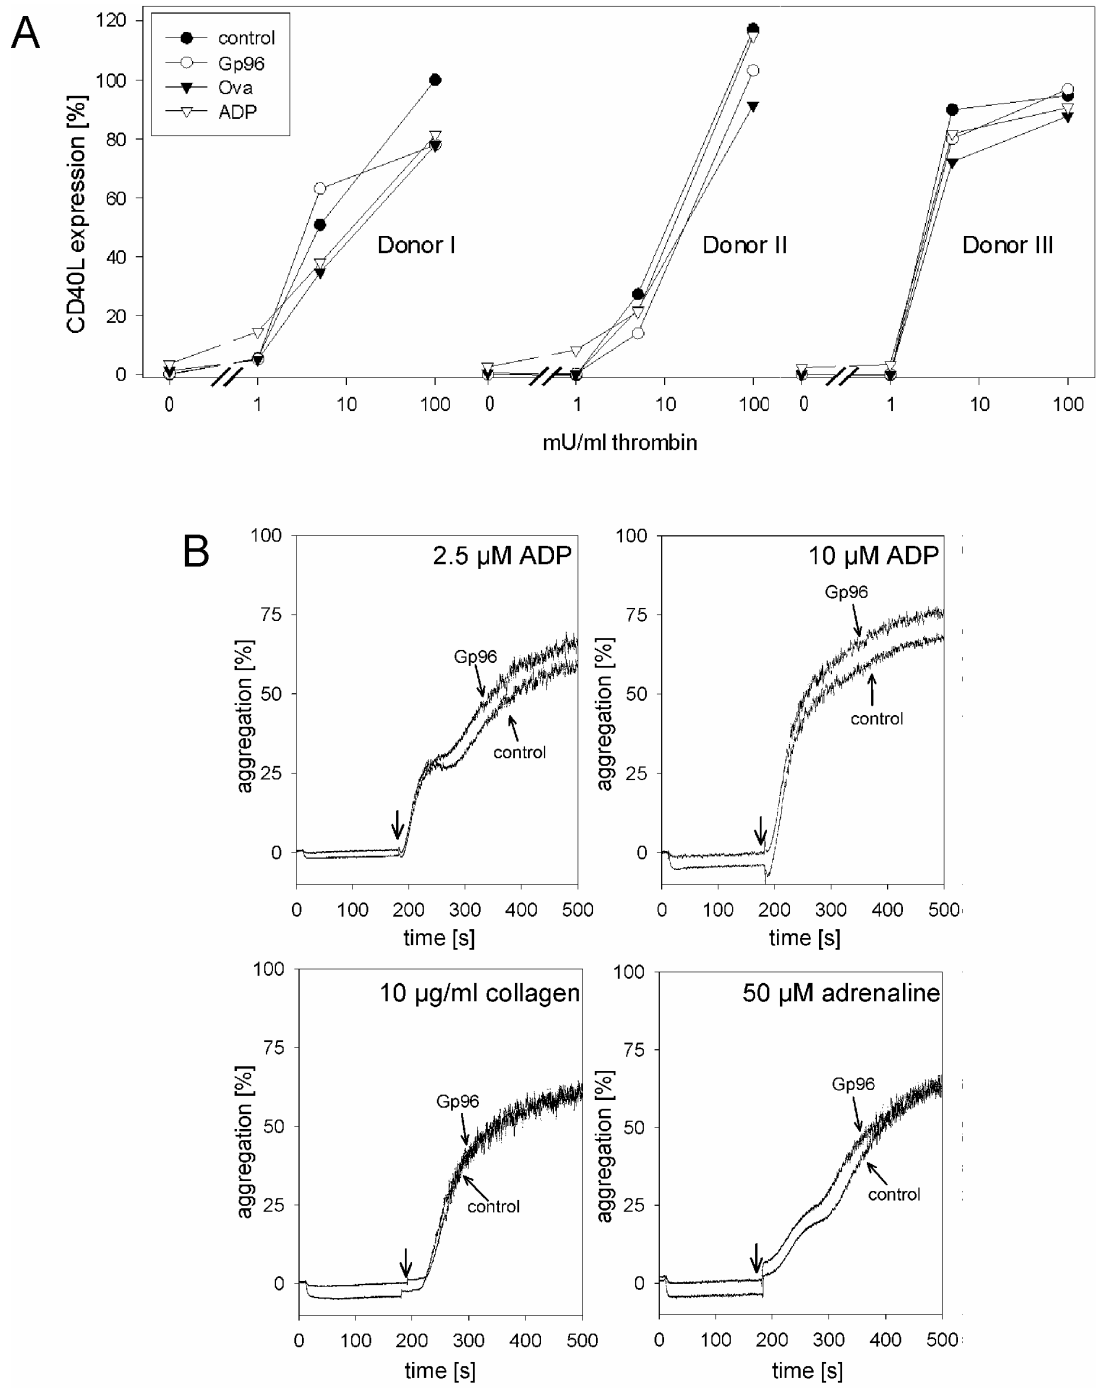 A
control
Gp96
Ova
ADP
CD40L expression [%]
120
100
80
60
40
20
0
Donor I
Donor II
Donor III
0 1 10 100 0 1 10 100 0 1 10 100
mU/ml thrombin
B
2.5 µM ADP
aggregation [%]
100
75
50
25
0
Gp96
control
0 100 200 300 400 500
time [s]
10 µM ADP
aggregation [%]
100
75
50
25
0
Gp96
control
0 100 200 300 400 500
time [s]
10 µg/ml collagen
aggregation [%]
100
75
50
25
0
Gp96
control
0 100 200 300 400 500
time [s]
50 µM adrenaline
aggregation [%]
100
75
50
25
0
Gp96
control
0 100 200 300 400 500
time [s]